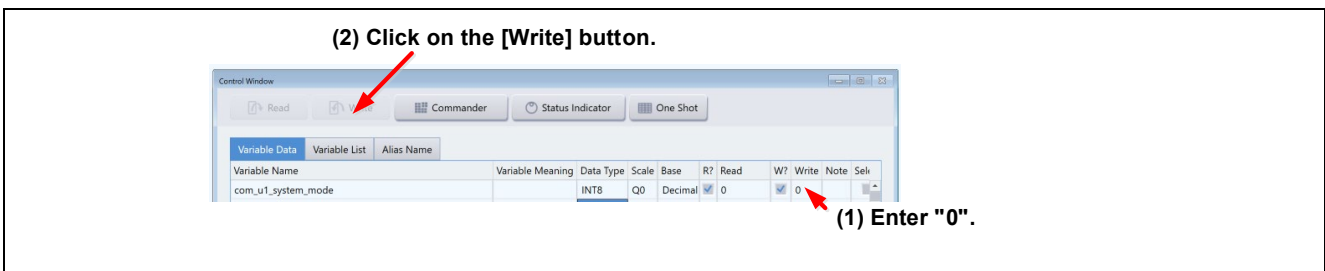 (2) Click on the [Write] button.
Control Window
Read Write Commander Status Indicator One Shot
Variable Data Variable List Alias Name
Variable Name Variable Meaning Data Type Scale Base R? Read W? Write Note
com_u1_system_mode INT8 Q0 Decimal 0 0
(1) Enter "0".